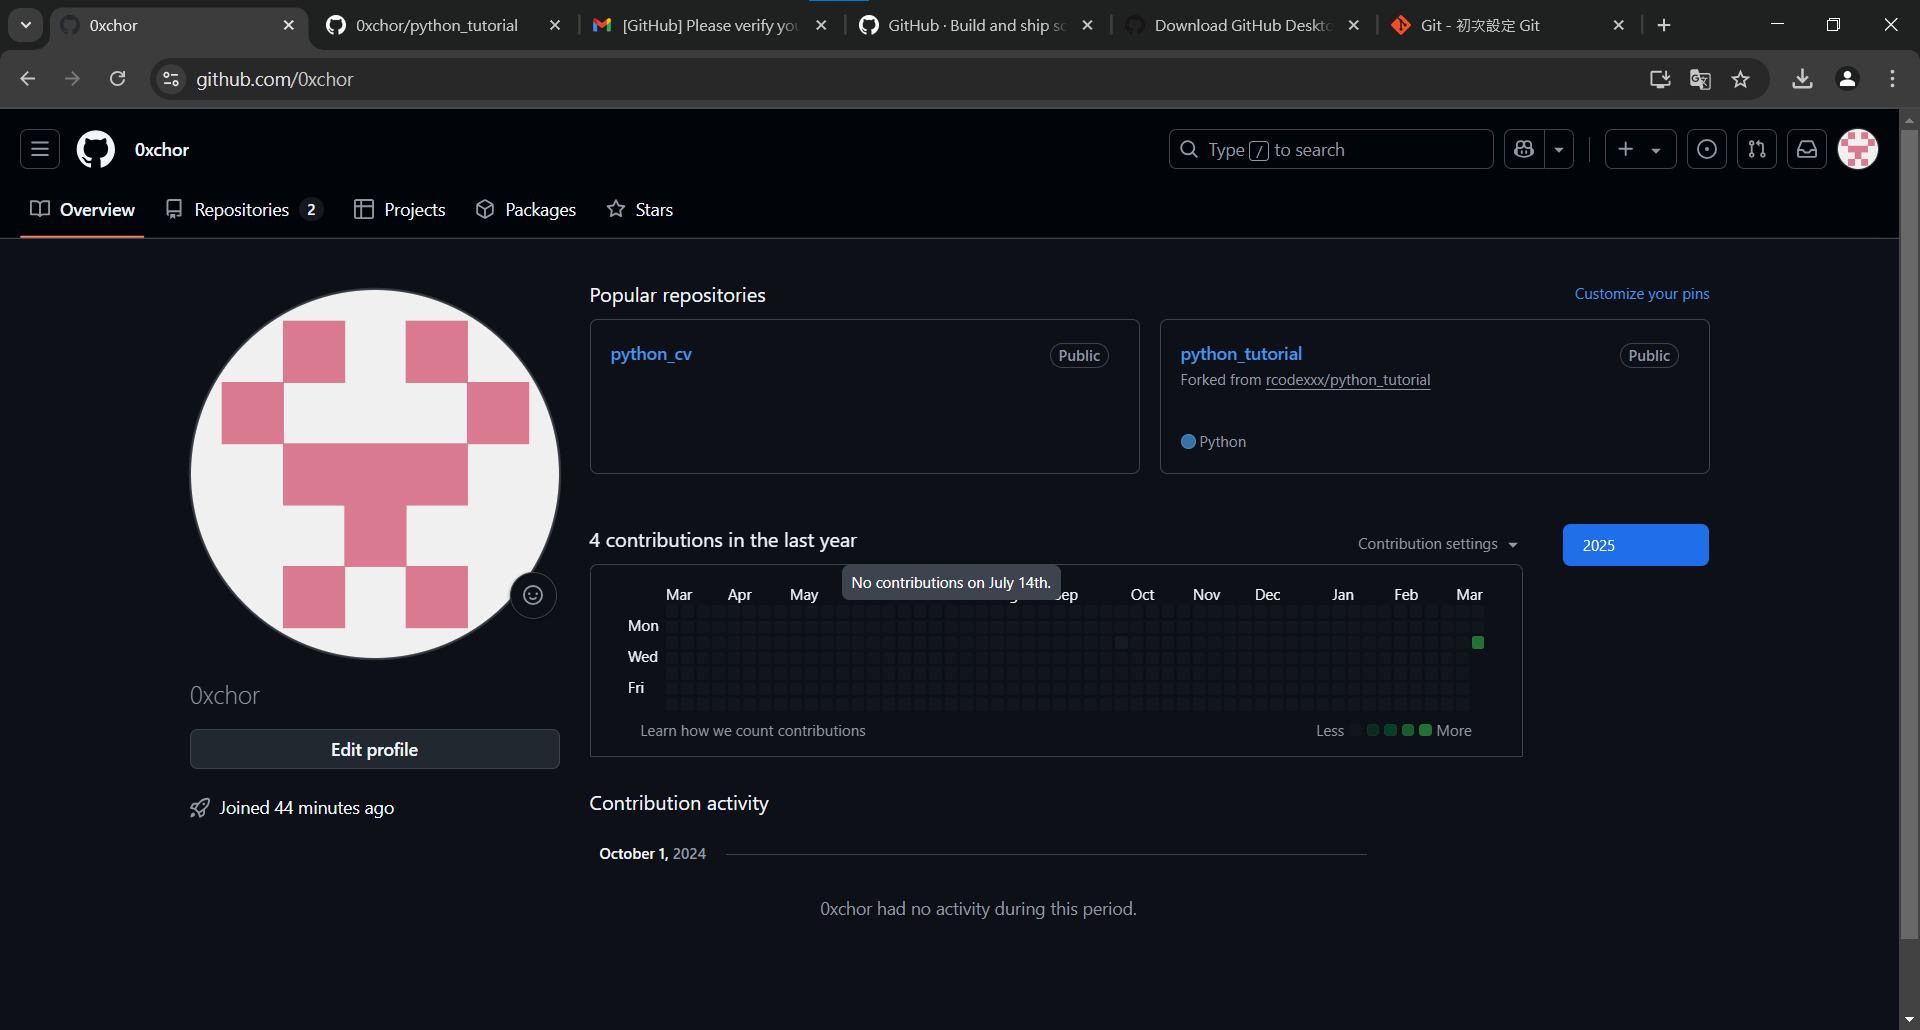 0xchor
0xchor/python_tutorial
[GitHub] Please verify you
GitHub · Build and ship so
Download GitHub Deskto
Git - 初次設定 Git
github.com/0xchor
0xchor
Type / to search
Overview
Repositories 2
Projects
Packages
Stars
Popular repositories
Customize your pins
python_cv
Public
python_tutorial
Public
Forked from rcodexxx/python_tutorial
Python
0xchor
Edit profile
Joined 44 minutes ago
4 contributions in the last year
Contribution settings
2025
No contributions on July 14th.
Mar Apr May ep Oct Nov Dec Jan Feb Mar
Mon
Wed
Fri
Learn how we count contributions
Less More
Contribution activity
October 1, 2024
0xchor had no activity during this period.